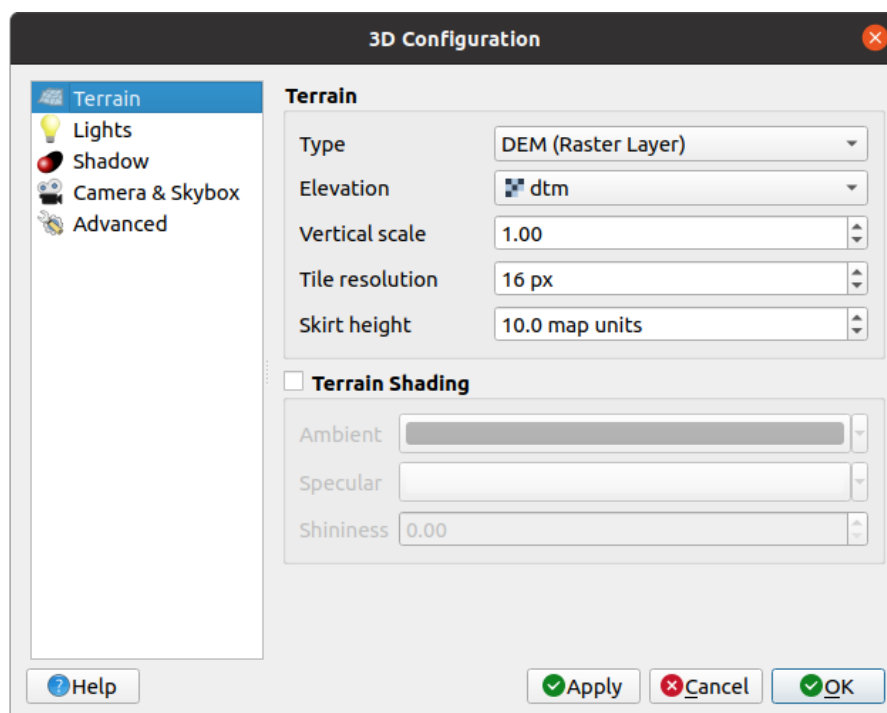 3D Configuration
Terrain
Lights
Shadow
Camera & Skybox
Advanced
Terrain
Type DEM (Raster Layer)
Elevation dtm
Vertical scale 1.00
Tile resolution 16 px
Skirt height 10.0 map units
Terrain Shading
Ambient
Specular
Shininess 0.00
Help Apply Cancel OK